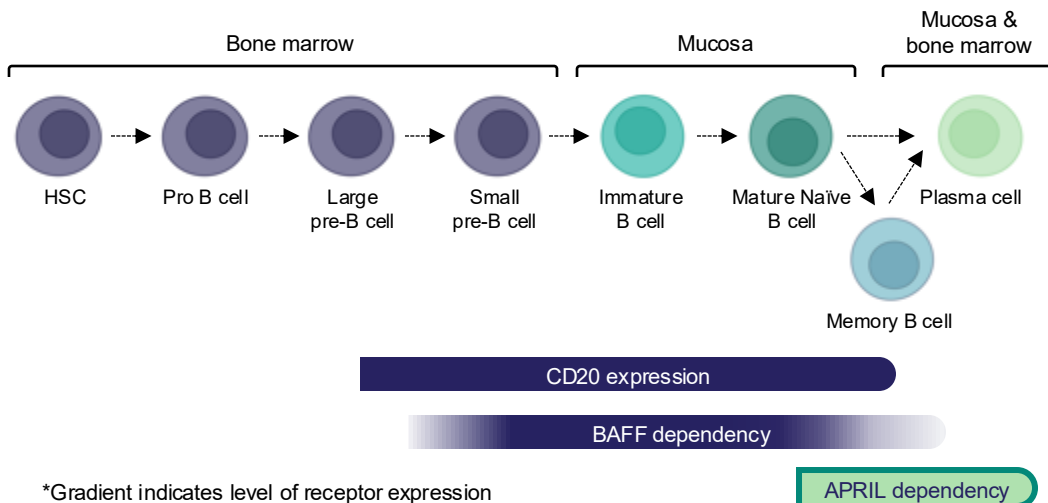 Bone marrow
Mucosa
Mucosa &
bone marrow
HSC
Pro B cell
Large
pre-B cell
Small
pre-B cell
Immature
B cell
Mature Naïve
B cell
Plasma cell
Memory B cell
CD20 expression
BAFF dependency
*Gradient indicates level of receptor expression
APRIL dependency